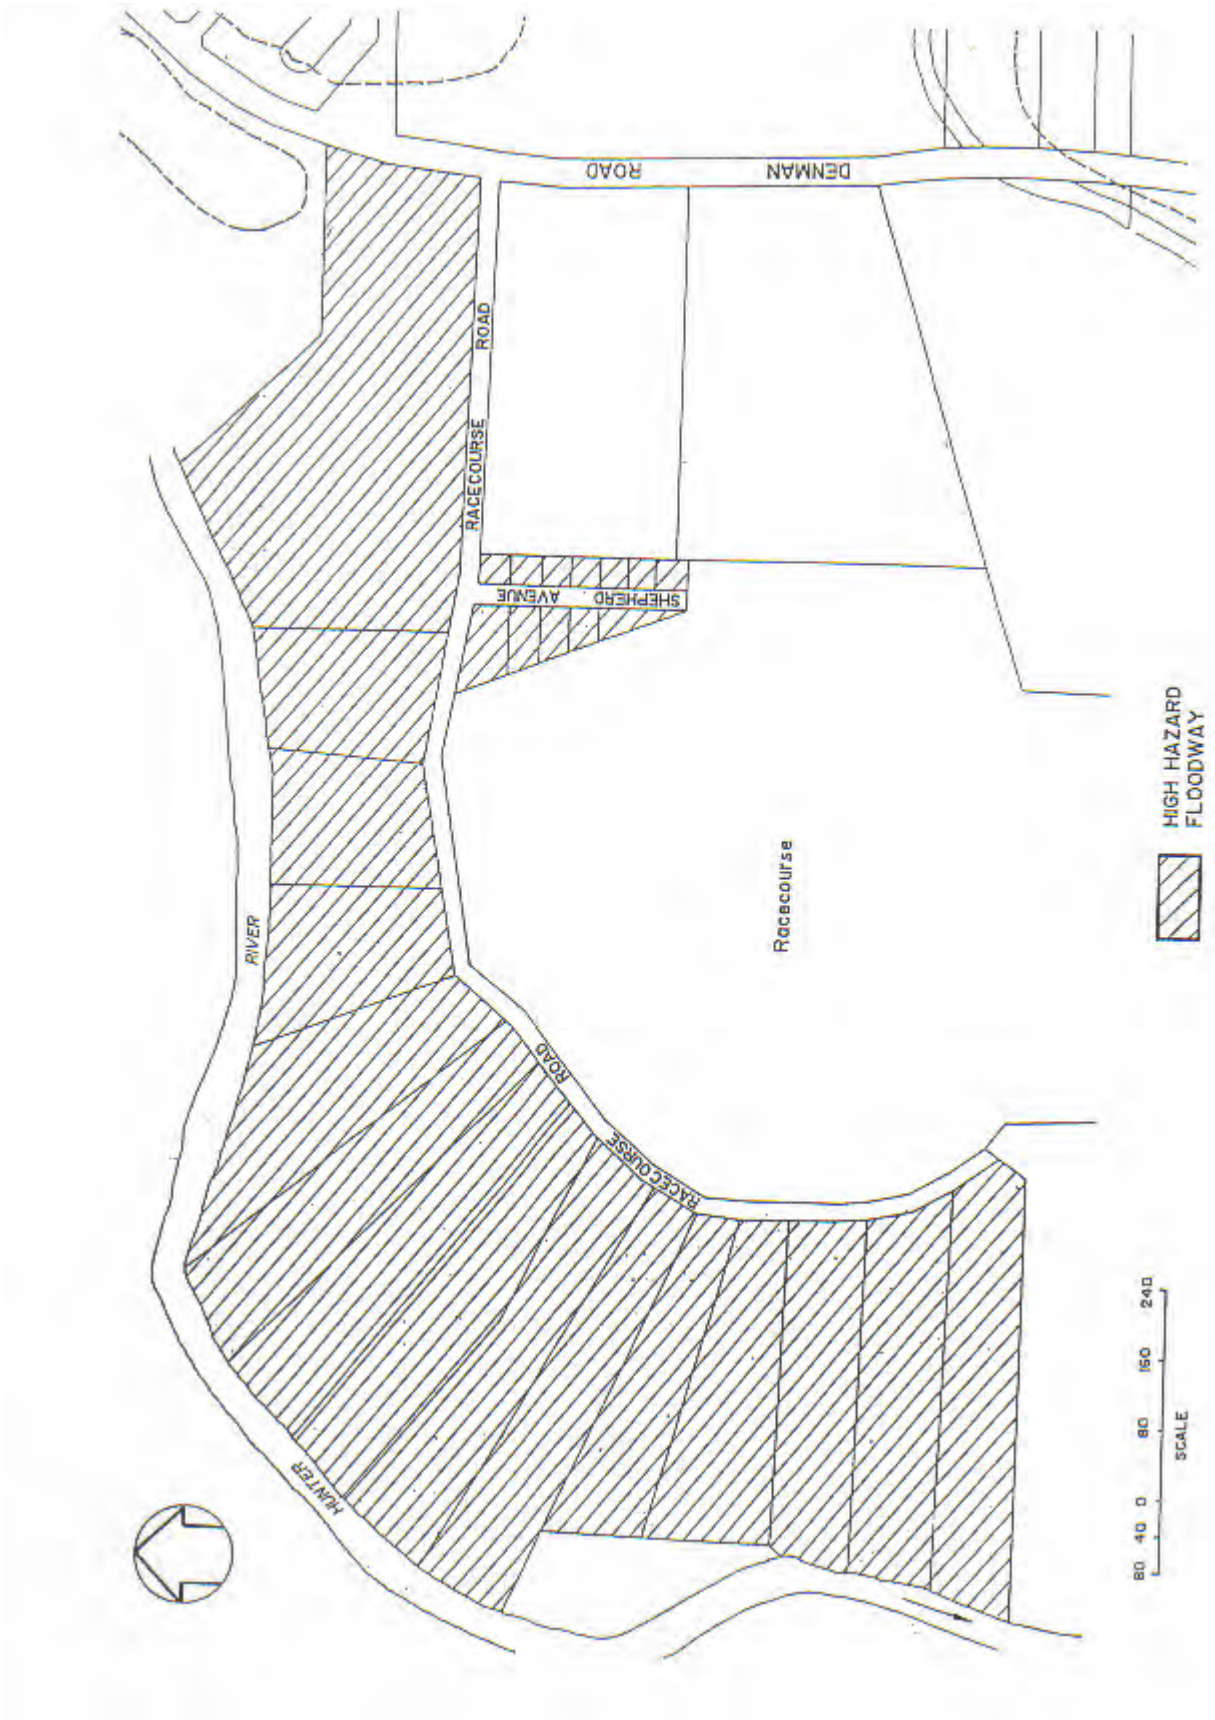 DENMAN
ROAD
ROAD
RACECOURSE
SHEPHERD
AVENUE
RIVER
Racecourse
ROAD
RACECOURSE
HUNTER
HIGH HAZARD
FLOODWAY
80 40 0 80 160 240
SCALE